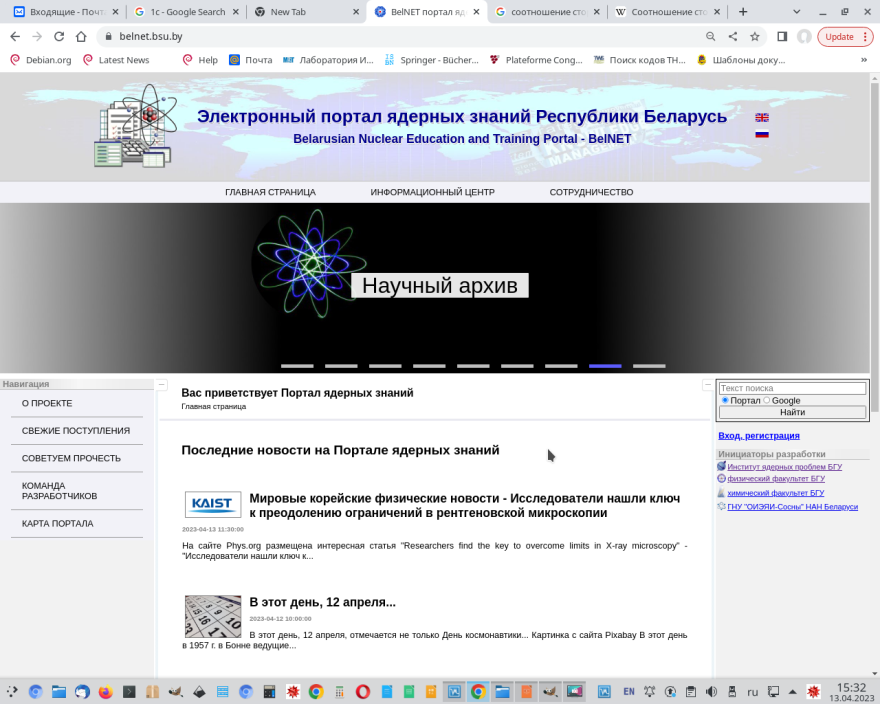 Входящие - Почт
1c - Google Search
New Tab
BelNET портал яд
соотношение сто
Соотношение сто
belnet.bsu.by
Update
Debian.org
Latest News
Help
Почта
Лаборатория И...
Springer - Bücher...
Plateforme Cong...
Поиск кодов ТН...
Шаблоны доку...
»
Электронный портал ядерных знаний Республики Беларусь
Belarusian Nuclear Education and Training Portal - BelNET
ГЛАВНАЯ СТРАНИЦА
ИНФОРМАЦИОННЫЙ ЦЕНТР
СОТРУДНИЧЕСТВО
Научный архив
Навигация
О ПРОЕКТЕ
СВЕЖИЕ ПОСТУПЛЕНИЯ
СОВЕТУЕМ ПРОЧЕСТЬ
КОМАНДА
РАЗРАБОТЧИКОВ
КАРТА ПОРТАЛА
Вас приветствует Портал ядерных знаний
Главная страница
Последние новости на Портале ядерных знаний
KAIST
Мировые корейские физические новости - Исследователи нашли ключ
к преодолению ограничений в рентгеновской микроскопии
2023-04-13 11:30:00
На сайте Phys.org размещена интересная статья "Researchers find the key to overcome limits in X-ray microscopy" -
"Исследователи нашли ключ к...
В этот день, 12 апреля...
2023-04-12 10:00:00
В этот день, 12 апреля, отмечается не только День космонавтики... Картинка с сайта Pixabay В этот день
в 1957 г. в Бонне ведущие...
Текст поиска
Портал Google
Найти
Вход, регистрация
Инициаторы разработки
Институт ядерных проблем БГУ
физический факультет БГУ
химический факультет БГУ
ГНУ "ОИЭЯИ-Сосны" НАН Беларуси
EN
ru
15:32
13.04.2023